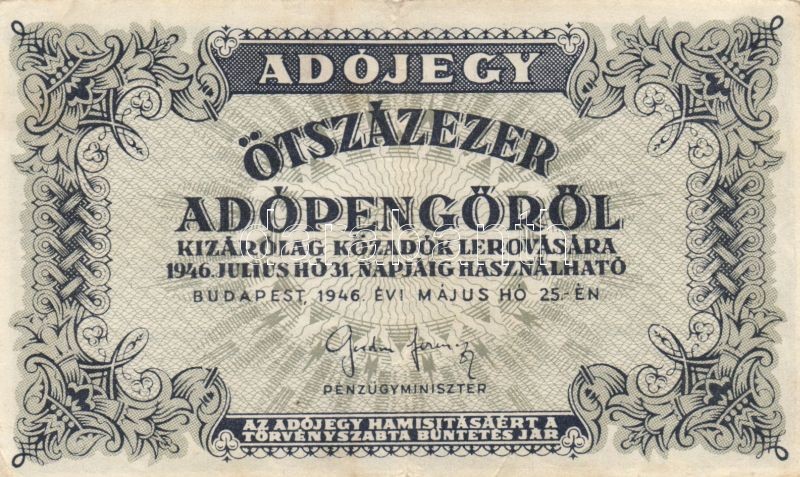 ADÓJEGY
ÖTSZÁZEZER
ADÓPENGŐRŐL
KIZÁRÓLAG KÖZADÓK LEROVÁSÁRA
1946. JULIUS HÓ 31. NAPJÁIG HASZNÁLHATÓ
BUDAPEST, 1946. ÉVI MÁJUS HÓ 25.-ÉN
PÉNZÜGYMINISZTER
AZ ADÓJEGY HAMISITÁSÁÉRT A
TÖRVÉNYSZABTA BÜNTETÉS JÁR